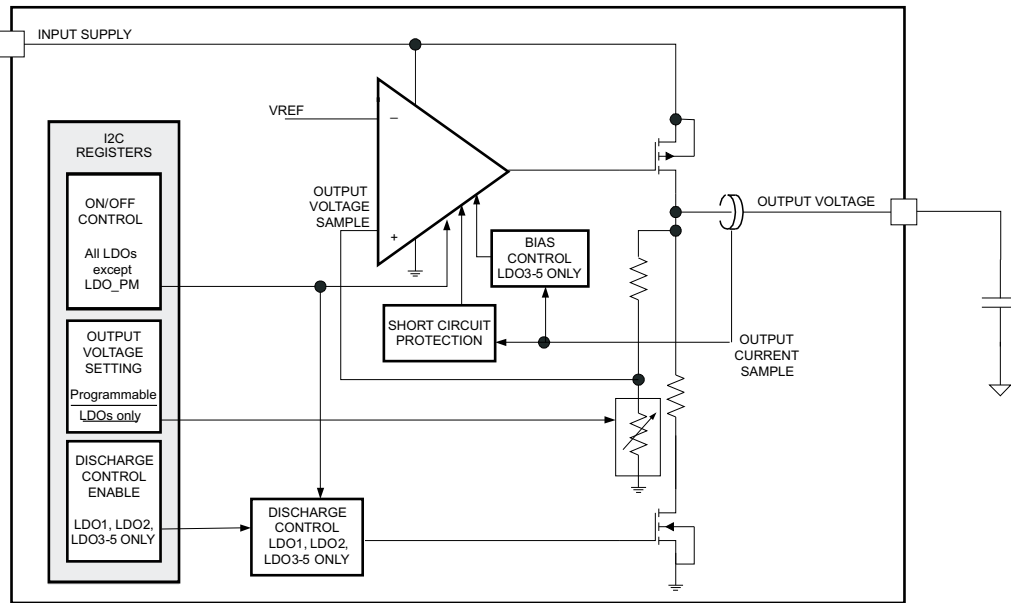 INPUT SUPPLY
VREF
−
I2C
REGISTERS
ON/OFF
CONTROL
All LDOs
except
LDO_PM
OUTPUT
VOLTAGE
SAMPLE
+
OUTPUT VOLTAGE
BIAS
CONTROL
LDO3-5 ONLY
SHORT CIRCUIT
PROTECTION
OUTPUT
CURRENT
SAMPLE
OUTPUT
VOLTAGE
SETTING
Programmable
LDOs only
DISCHARGE
CONTROL
ENABLE
LDO1, LDO2,
LDO3-5 ONLY
DISCHARGE
CONTROL
LDO1, LDO2,
LDO3-5 ONLY